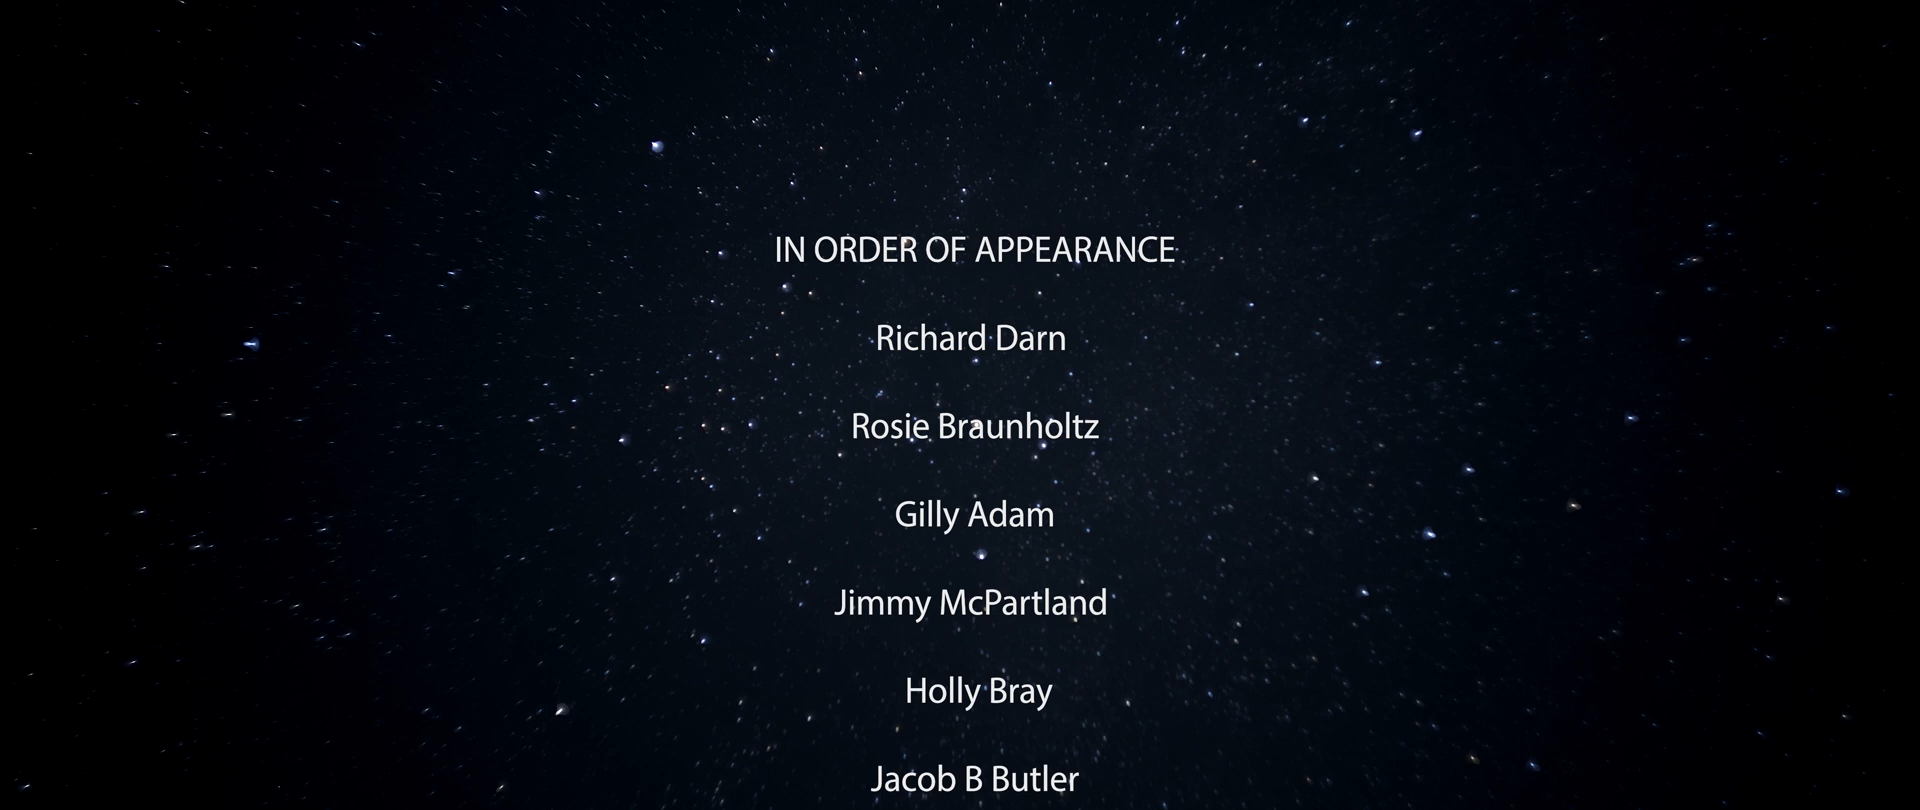 IN ORDER OF APPEARANCE
Richard Darn
Rosie Braunholtz
Gilly Adam
Jimmy McPartland
Holly Bray
Jacob B Butler